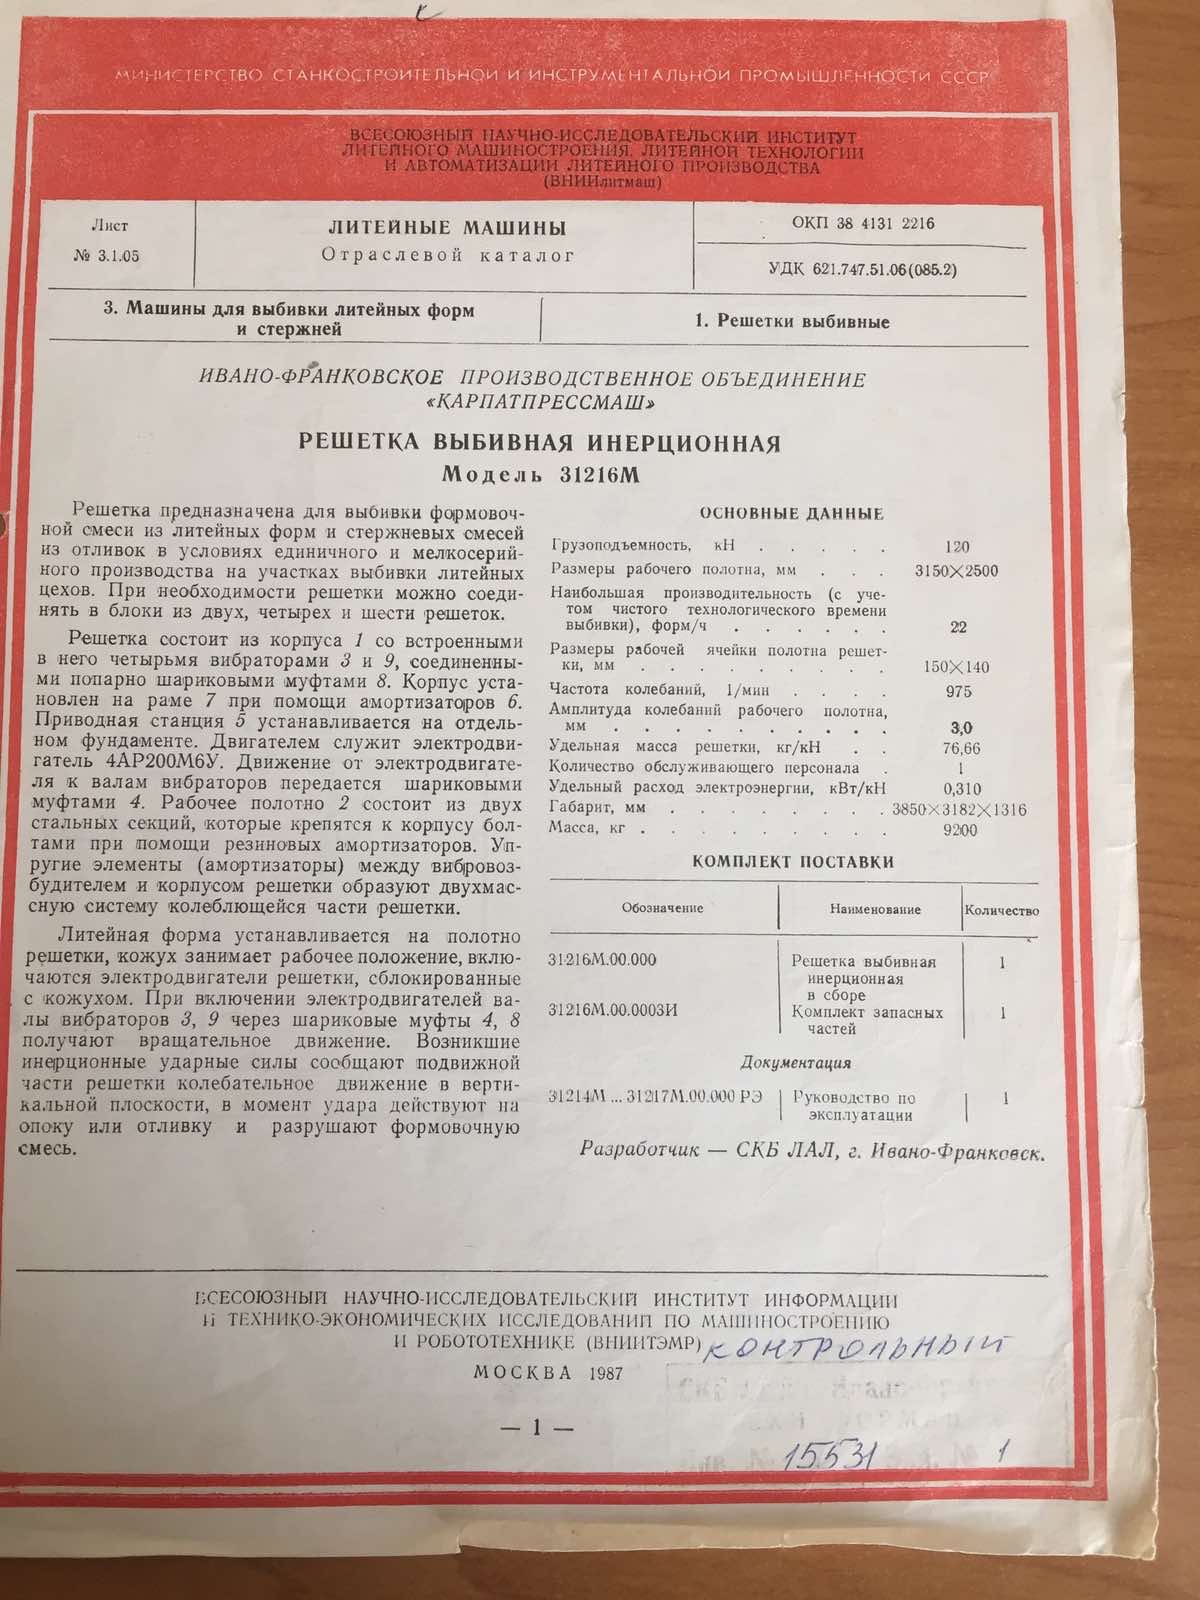 МИНИСТЕРСТВО СТАНКОСТРОИТЕЛЬНОЙ И ИНСТРУМЕНТАЛЬНОЙ ПРОМЫШЛЕННОСТИ СССР
ВСЕСОЮЗНЫЙ НАУЧНО-ИССЛЕДОВАТЕЛЬСКИЙ ИНСТИТУТ
ЛИТЕЙНОГО МАШИНОСТРОЕНИЯ, ЛИТЕЙНОЙ ТЕХНОЛОГИИ
И АВТОМАТИЗАЦИИ ЛИТЕЙНОГО ПРОИЗВОДСТВА
(ВНИИлитмаш)
Лист
№ 3.1.05
ЛИТЕЙНЫЕ МАШИНЫ
Отраслевой каталог
ОКП 38 4131 2216
УДК 621.747.51.06(085.2)
3. Машины для выбивки литейных форм
и стержней
1. Решетки выбивные
ИВАНО-ФРАНКОВСКОЕ ПРОИЗВОДСТВЕННОЕ ОБЪЕДИНЕНИЕ
«КАРПАТПРЕССМАШ»
РЕШЕТКА ВЫБИВНАЯ ИНЕРЦИОННАЯ
Модель 31216М
Решетка предназначена для выбивки формовоч-
ной смеси из литейных форм и стержневых смесей
из отливок в условиях единичного и мелкосерий-
ного производства на участках выбивки литейных
цехов. При необходимости решетки можно соеди-
нять в блоки из двух, четырех и шести решеток.
Решетка состоит из корпуса 1 со встроенными
в него четырьмя вибраторами 3 и 9, соединенны-
ми попарно шариковыми муфтами 8. Корпус уста-
новлен на раме 7 при помощи амортизаторов 6.
Приводная станция 5 устанавливается на отдель-
ном фундаменте. Двигателем служит электродви-
гатель 4АР200М6У. Движение от электродвигате-
ля к валам вибраторов передается шариковыми
муфтами 4. Рабочее полотно 2 состоит из двух
стальных секций, которые крепятся к корпусу бол-
тами при помощи резиновых амортизаторов. Уп-
ругие элементы (амортизаторы) между вибровоз-
будителем и корпусом решетки образуют двухмас-
сную систему колеблющейся части решетки.
Литейная форма устанавливается на полотно
решетки, кожух занимает рабочее положение, вклю-
чаются электродвигатели решетки, сблокированные
с кожухом. При включении электродвигателей ва-
лы вибраторов 3, 9 через шариковые муфты 4, 8
получают вращательное движение. Возникшие
инерционные ударные силы сообщают подвижной
части решетки колебательное движение в верти-
кальной плоскости, в момент удара действуют на
опоку или отливку и разрушают формовочную
смесь.
ОСНОВНЫЕ ДАННЫЕ
Грузоподъемность, кН . . . . . 120
Размеры рабочего полотна, мм . . . 3150×2500
Наибольшая производительность (с уче-
том чистого технологического времени
выбивки), форм/ч . . . . . . 22
Размеры рабочей ячейки полотна решет-
ки, мм . . . . . . . . . 150×140
Частота колебаний, 1/мин . . . . 975
Амплитуда колебаний рабочего полотна,
мм . . . . . . . . . . 3,0
Удельная масса решетки, кг/кН . . 76,66
Количество обслуживающего персонала . 1
Удельный расход электроэнергии, кВт/кН 0,310
Габарит, мм . . . . . . . 3850×3182×1316
Масса, кг . . . . . . . . . 9200
КОМПЛЕКТ ПОСТАВКИ
Обозначение Наименование Количество
31216М.00.000 Решетка выбивная 1
инерционная
в сборе
31216М.00.000ЗИ Комплект запасных 1
частей
Документация
31214М ... 31217М.00.000 РЭ Руководство по 1
эксплуатации
Разработчик — СКБ ЛАЛ, г. Ивано-Франковск.
ВСЕСОЮЗНЫЙ НАУЧНО-ИССЛЕДОВАТЕЛЬСКИЙ ИНСТИТУТ ИНФОРМАЦИИ
И ТЕХНИКО-ЭКОНОМИЧЕСКИХ ИССЛЕДОВАНИЙ ПО МАШИНОСТРОЕНИЮ
И РОБОТОТЕХНИКЕ (ВНИИТЭМР) КОНТРОЛЬНЫЙ
МОСКВА 1987
— 1 —
15531 1